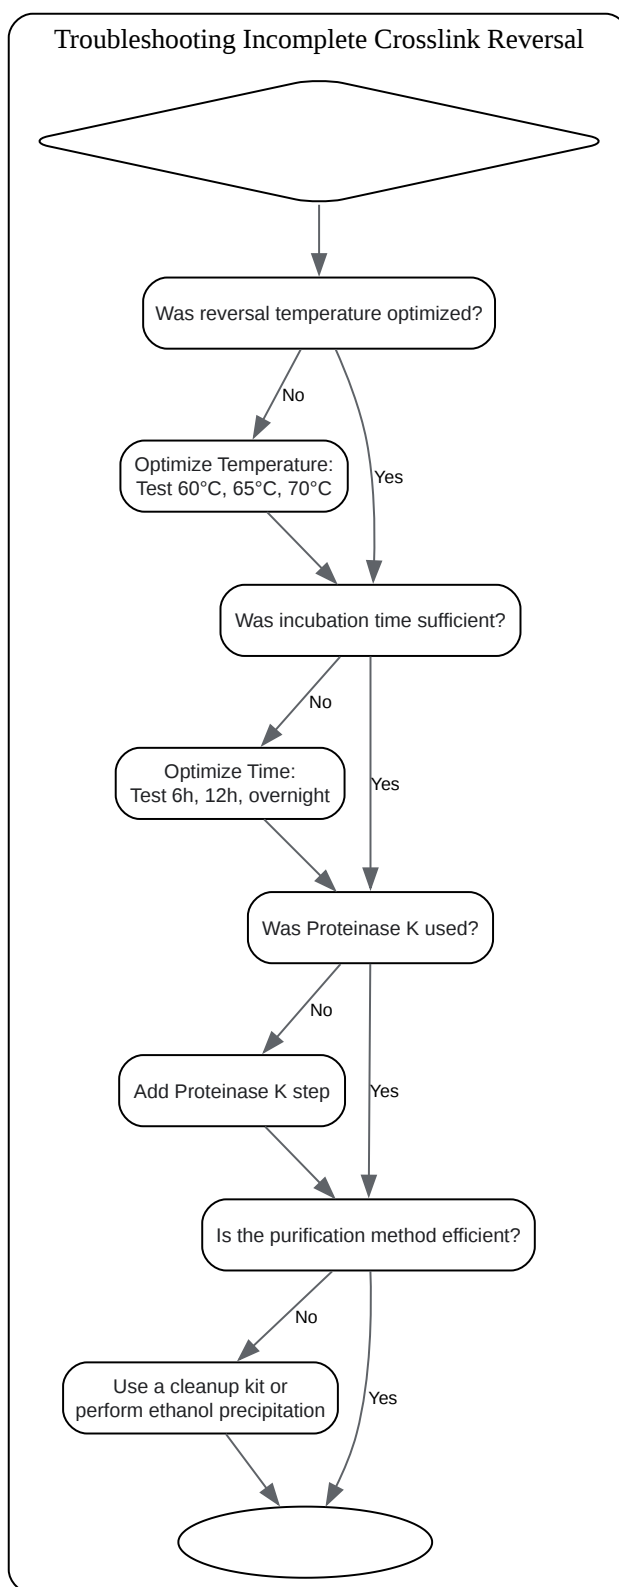 Troubleshooting Incomplete Crosslink Reversal
Was reversal temperature optimized?
No
Optimize Temperature:
Test 60°C, 65°C, 70°C
Yes
Was incubation time sufficient?
No
Optimize Time:
Test 6h, 12h, overnight
Yes
Was Proteinase K used?
No
Add Proteinase K step
Yes
Is the purification method efficient?
No
Use a cleanup kit or
perform ethanol precipitation
Yes